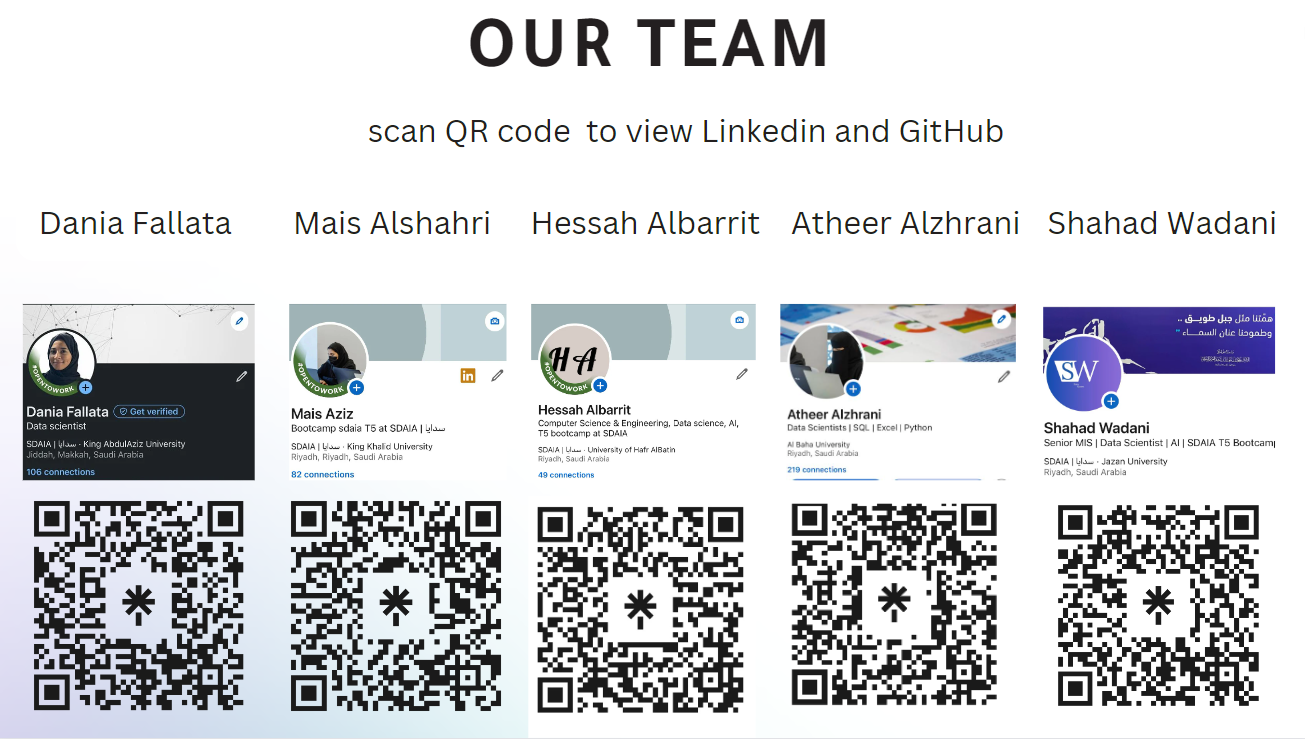 OUR TEAM
scan QR code to view Linkedin and GitHub
Dania Fallata
Mais Alshahri
Hessah Albarrit
Atheer Alzhrani
Shahad Wadani
#OPENTOWORK
Dania Fallata Get verified
Data scientist
SDAIA | سدايا · King AbdulAziz University
Jiddah, Makkah, Saudi Arabia
106 connections
#OPENTOWORK
in
Mais Aziz
Bootcamp sdaia T5 at SDAIA | سدايا
SDAIA | سدايا · King Khalid University
Riyadh, Riyadh, Saudi Arabia
82 connections
HA
#OPENTOWORK
Hessah Albarrit
Computer Science & Engineering, Data science, AI,
T5 bootcamp at SDAIA
SDAIA | سدايا · University of Hafr AlBatin
Riyadh, Saudi Arabia
49 connections
Atheer Alzhrani
Data Scientists | SQL | Excel | Python
Al Baha University
Riyadh, Saudi Arabia
219 connections
همّتنا مثل جبل طويــق ..
وطموحنا عنان السمــاء "
SW
Shahad Wadani
Senior MIS | Data Scientist | AI | SDAIA T5 Bootcamp
SDAIA | سدايا · Jazan University
Riyadh, Saudi Arabia